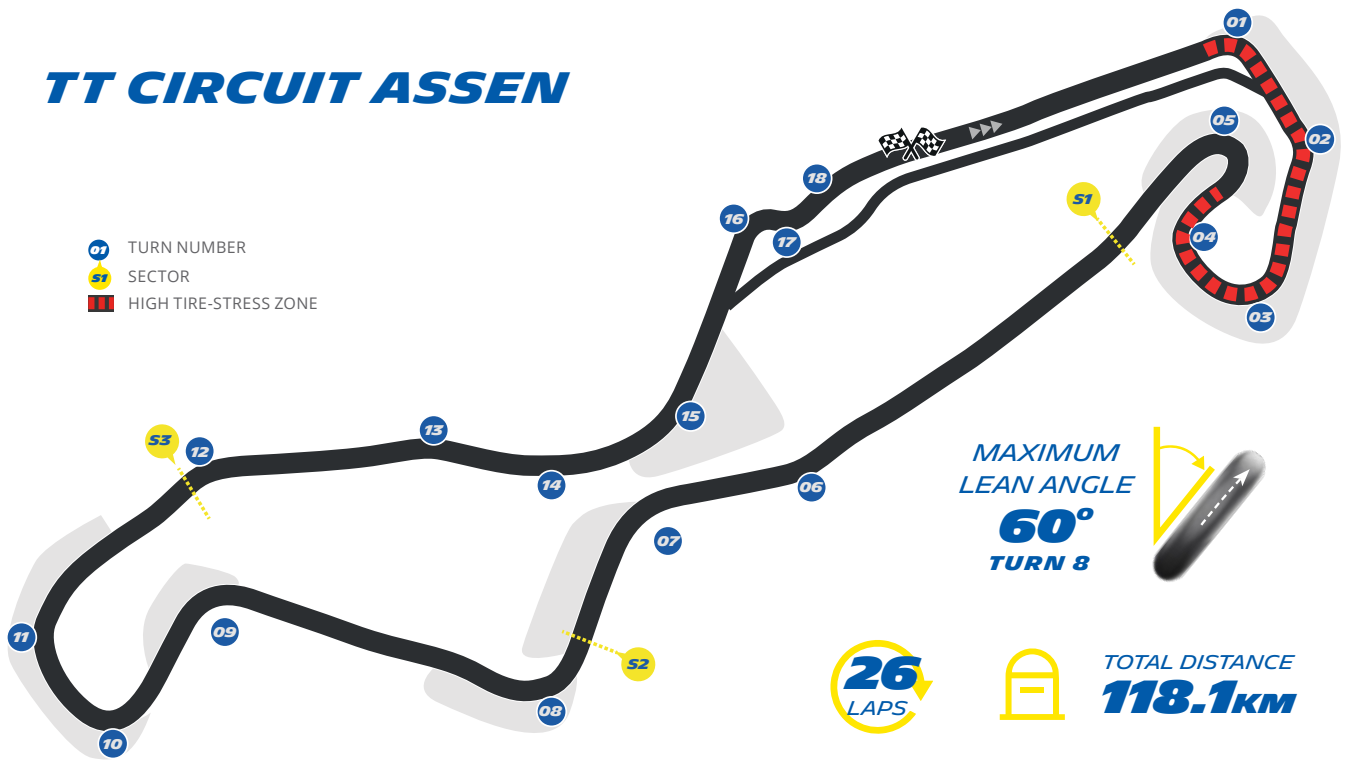 TT CIRCUIT ASSEN
01 TURN NUMBER
S1 SECTOR
HIGH TIRE-STRESS ZONE
01
02
03
04
05
S1
06
07
S2
08
09
10
11
S3
12
13
14
15
16
17
18
MAXIMUM
LEAN ANGLE
60°
TURN 8
26
LAPS
TOTAL DISTANCE
118.1KM